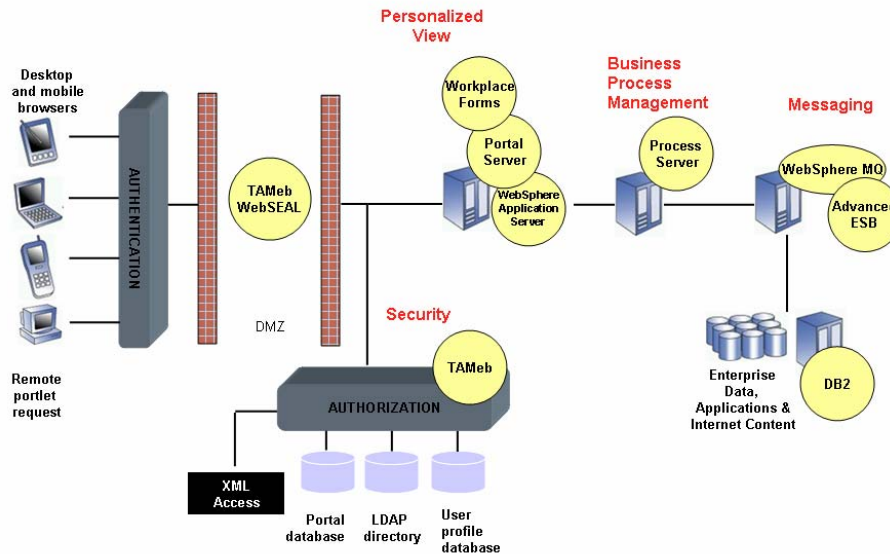 Personalized
View
Desktop
and mobile
browsers
AUTHENTICATION
TAMeb
WebSEAL
DMZ
Workplace
Forms
Portal
Server
WebSphere
Application
Server
Business
Process
Management
Process
Server
Messaging
WebSphere MQ
Advanced
ESB
Remote
portlet
request
Security
TAMeb
AUTHORIZATION
XML
Access
Portal
database
LDAP
directory
User
profile
database
Enterprise
Data,
Applications &
Internet Content
DB2